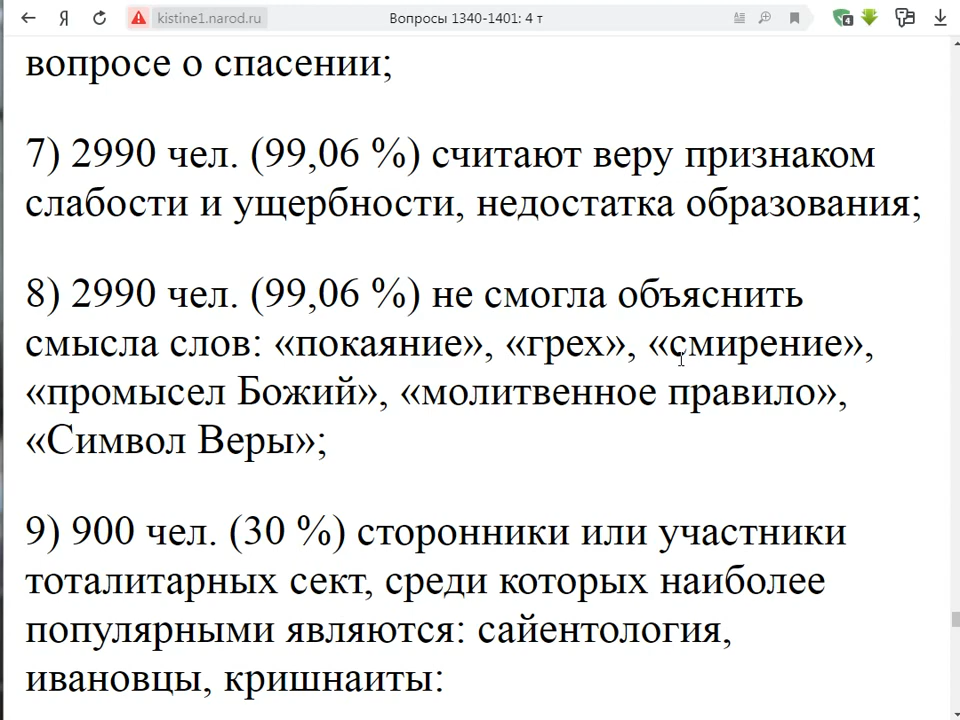 kistine1.narod.ru
Вопросы 1340-1401: 4 т
4
вопросе о спасении;
7) 2990 чел. (99,06 %) считают веру признаком
слабости и ущербности, недостатка образования;
8) 2990 чел. (99,06 %) не смогла объяснить
смысла слов: «покаяние», «грех», «смирение»,
«промысел Божий», «молитвенное правило»,
«Символ Веры»;
9) 900 чел. (30 %) сторонники или участники
тоталитарных сект, среди которых наиболее
популярными являются: сайентология,
ивановцы, кришнаиты: